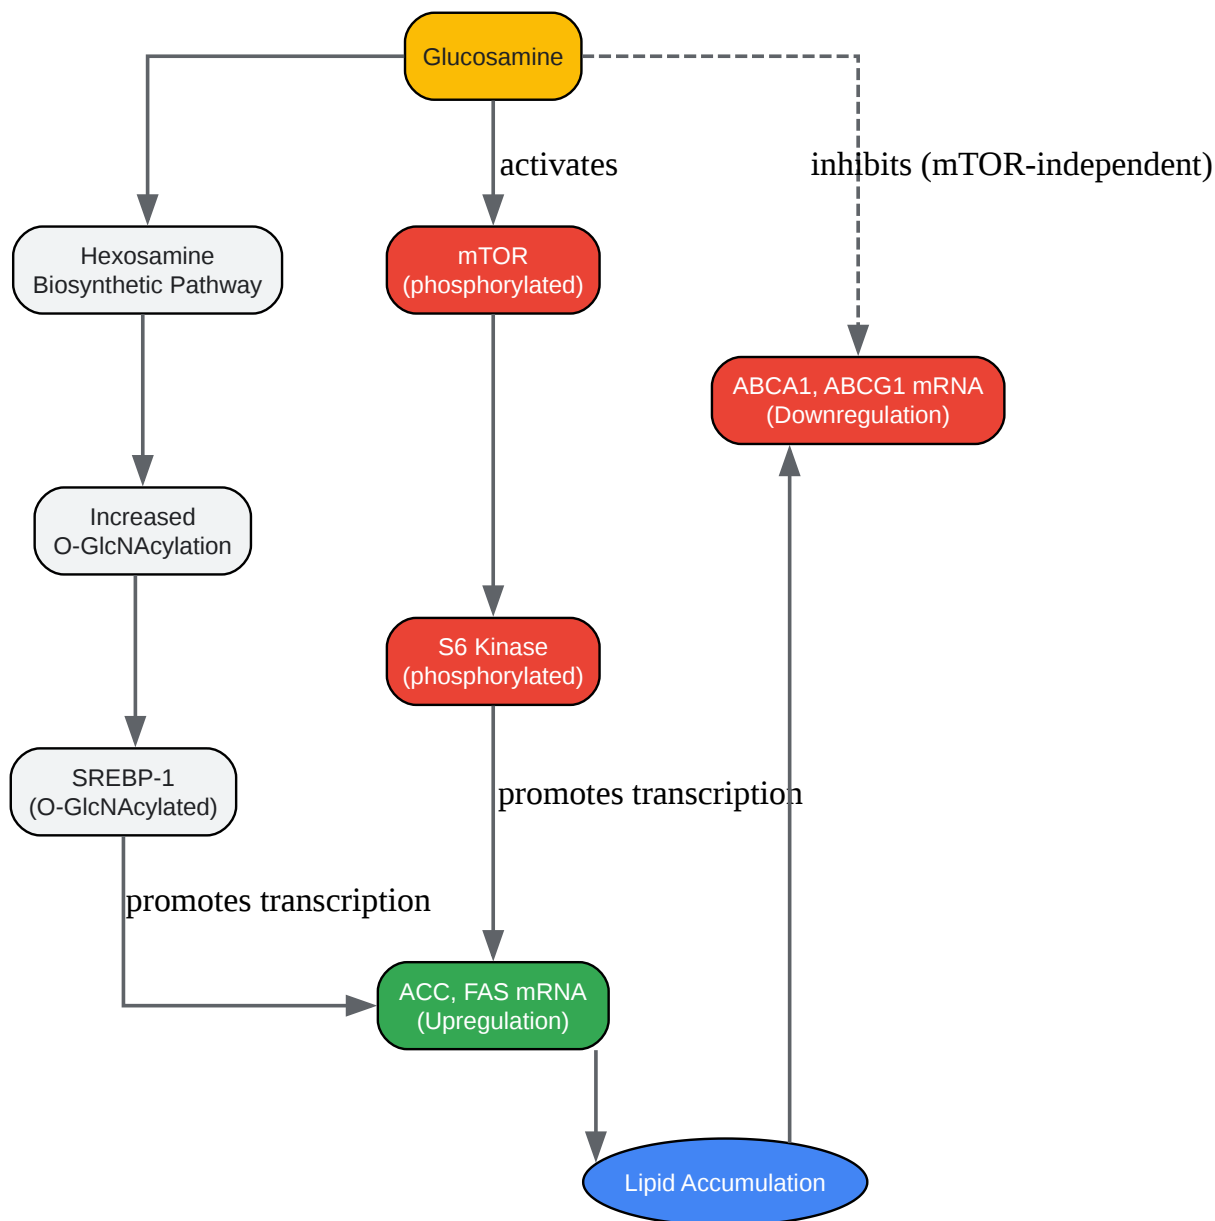 Glucosamine
activates
inhibits (mTOR-independent)
Hexosamine
Biosynthetic Pathway
mTOR
(phosphorylated)
ABCA1, ABCG1 mRNA
(Downregulation)
Increased
O-GlcNAcylation
S6 Kinase
(phosphorylated)
SREBP-1
(O-GlcNAcylated)
promotes transcription
promotes transcription
ACC, FAS mRNA
(Upregulation)
Lipid Accumulation